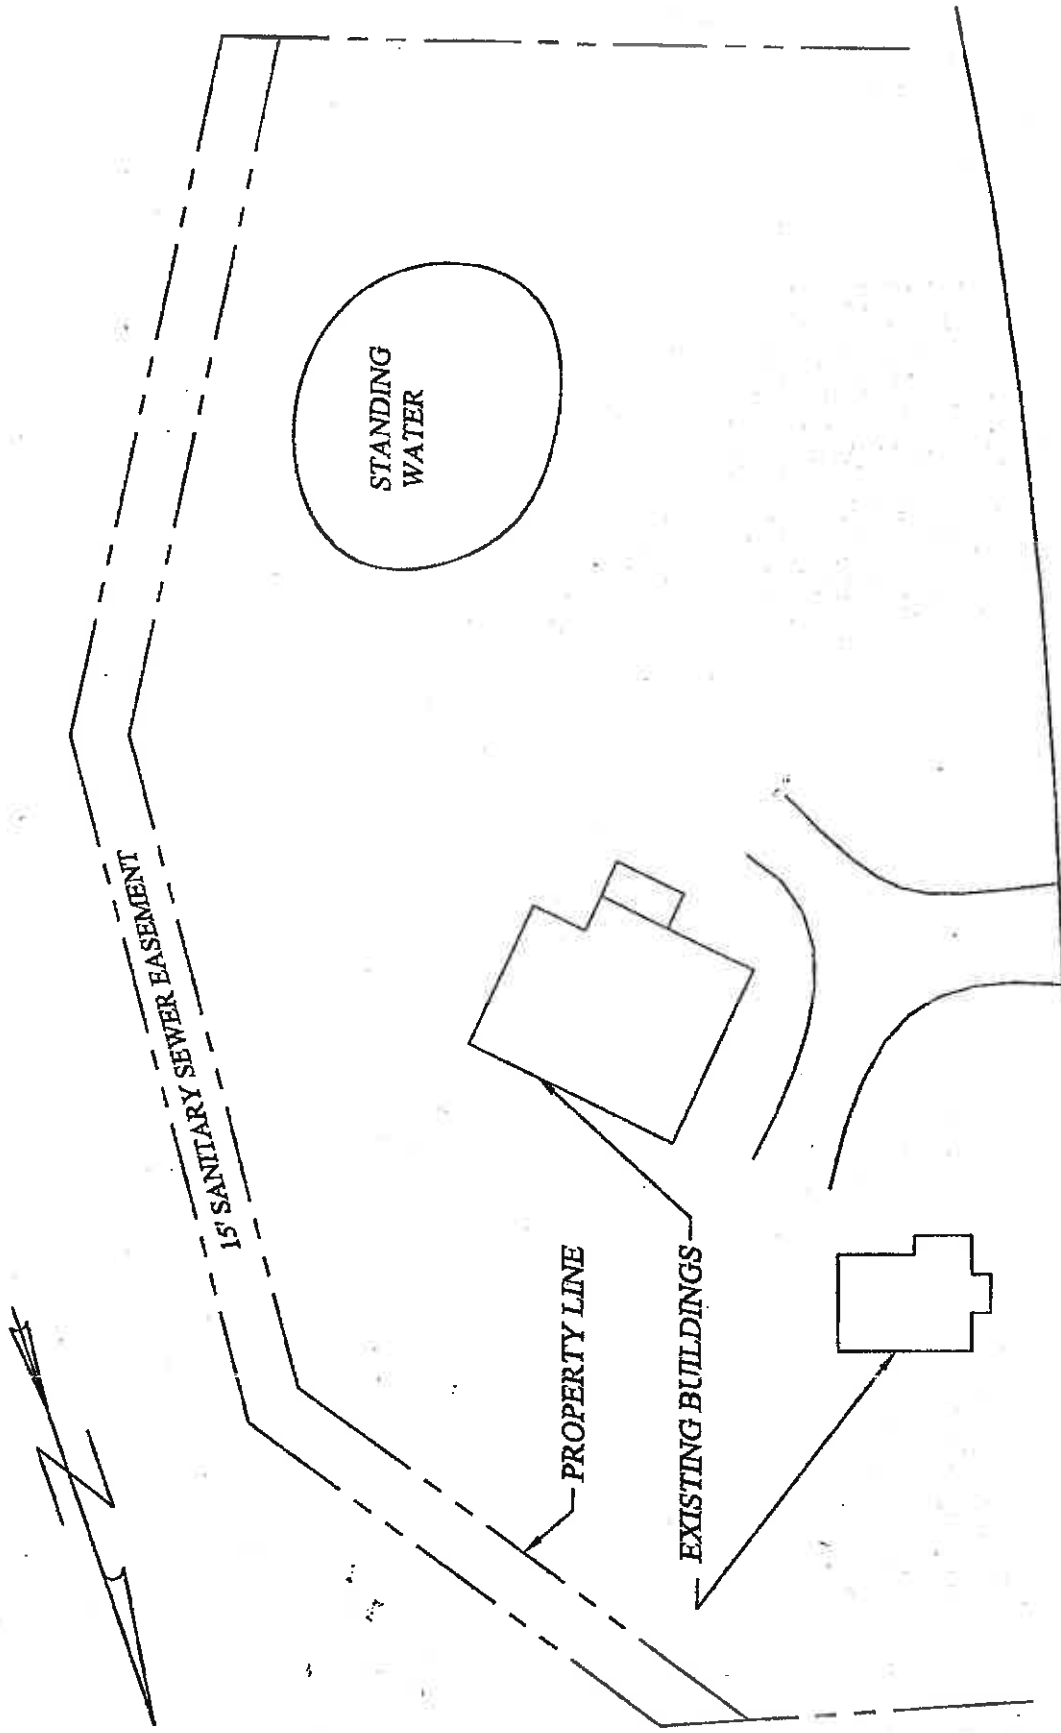 STANDING
WATER
15' SANITARY SEWER EASEMENT
PROPERTY LINE
EXISTING BUILDINGS
N